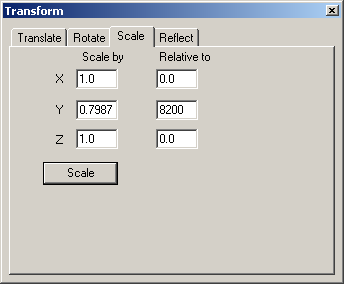 Transform
Translate Rotate Scale Reflect
Scale by Relative to
X 1.0 0.0
Y 0.7987 8200
Z 1.0 0.0
Scale